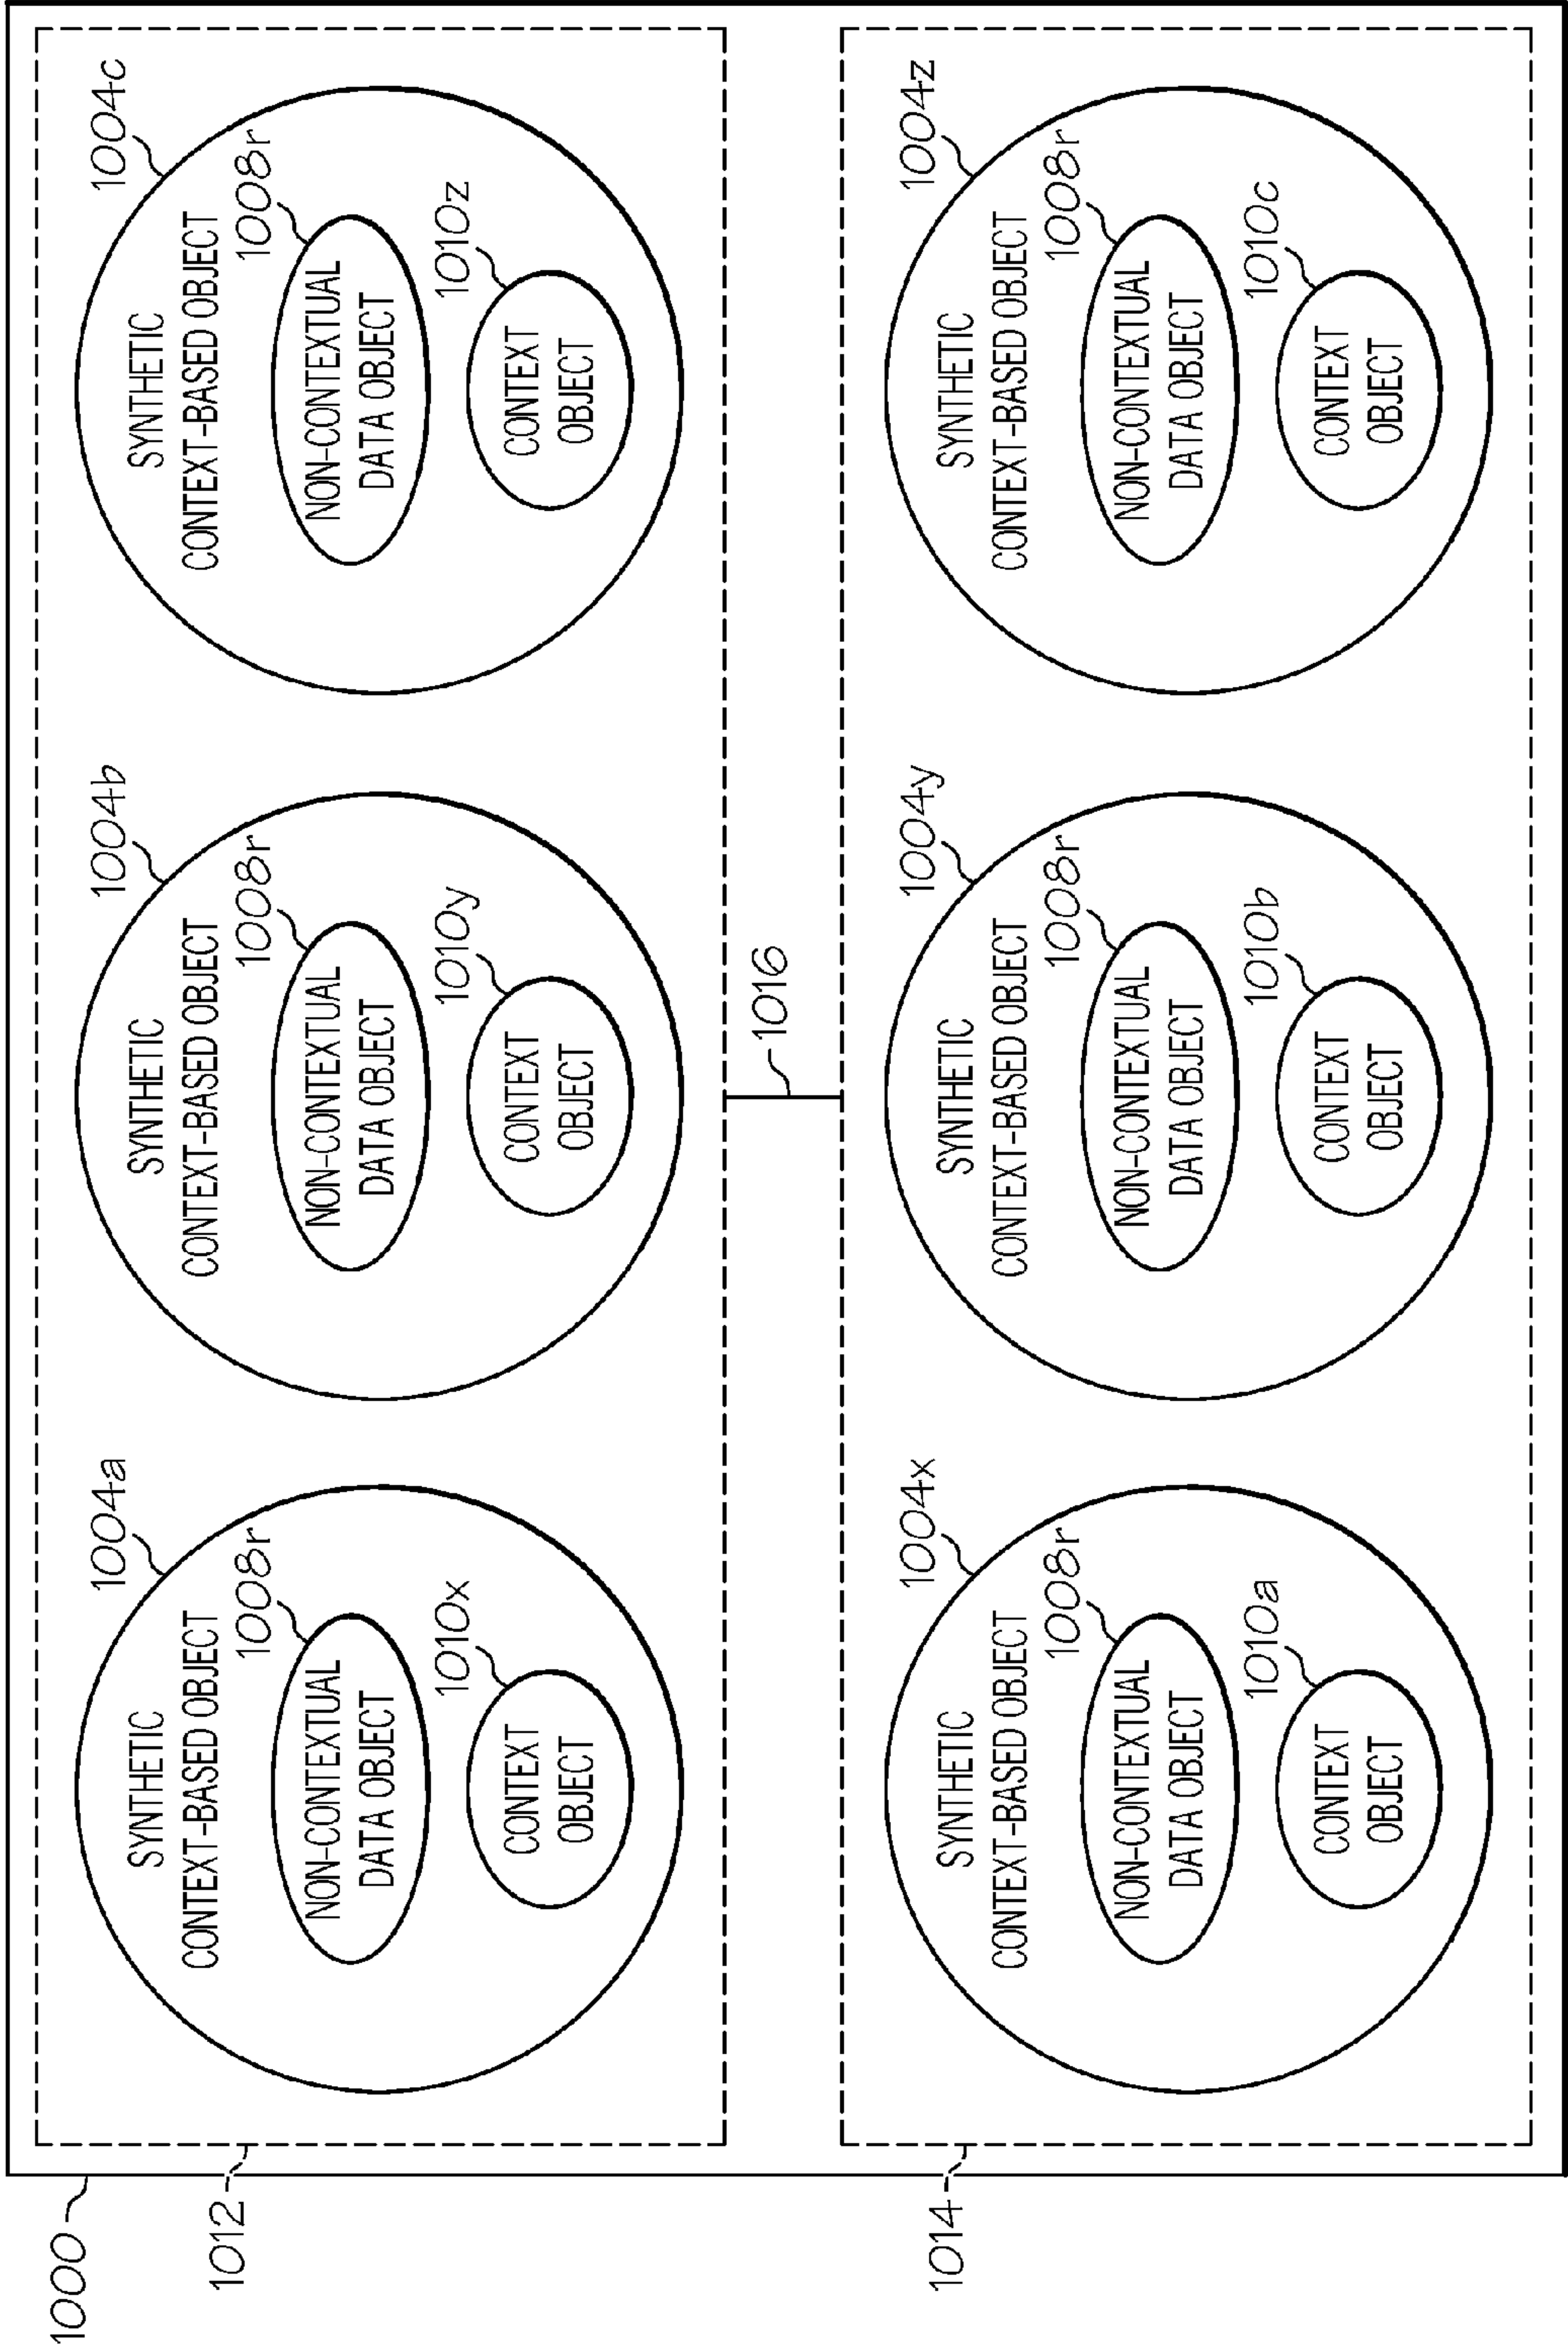 1000
1012
1004a
SYNTHETIC
CONTEXT-BASED OBJECT
1008r
NON-CONTEXTUAL
DATA OBJECT
1010x
CONTEXT
OBJECT
1004b
SYNTHETIC
CONTEXT-BASED OBJECT
1008r
NON-CONTEXTUAL
DATA OBJECT
1010y
CONTEXT
OBJECT
1004c
SYNTHETIC
CONTEXT-BASED OBJECT
1008r
NON-CONTEXTUAL
DATA OBJECT
1010z
CONTEXT
OBJECT
1016
1014
1004x
SYNTHETIC
CONTEXT-BASED OBJECT
1008r
NON-CONTEXTUAL
DATA OBJECT
1010a
CONTEXT
OBJECT
1004y
SYNTHETIC
CONTEXT-BASED OBJECT
1008r
NON-CONTEXTUAL
DATA OBJECT
1010b
CONTEXT
OBJECT
1004z
SYNTHETIC
CONTEXT-BASED OBJECT
1008r
NON-CONTEXTUAL
DATA OBJECT
1010c
CONTEXT
OBJECT